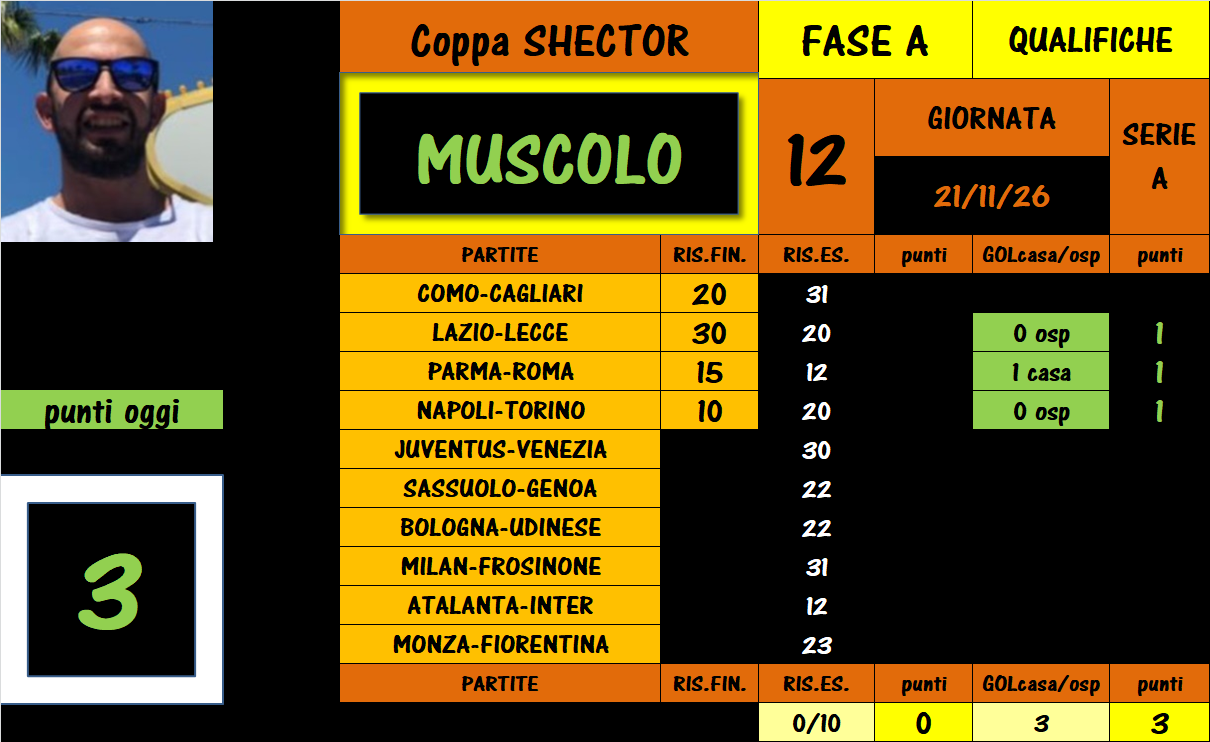 Coppa SHECTOR FASE A QUALIFICHE
MUSCOLO 12 GIORNATA SERIE A
21/11/26
PARTITE RIS.FIN. RIS.ES. punti GOLcasa/osp punti
COMO-CAGLIARI 20 31
LAZIO-LECCE 30 20 0 osp 1
PARMA-ROMA 15 12 1 casa 1
punti oggi
NAPOLI-TORINO 10 20 0 osp 1
JUVENTUS-VENEZIA 30
SASSUOLO-GENOA 22
BOLOGNA-UDINESE 22
3
MILAN-FROSINONE 31
ATALANTA-INTER 12
MONZA-FIORENTINA 23
PARTITE RIS.FIN. RIS.ES. punti GOLcasa/osp punti
0/10 0 3 3